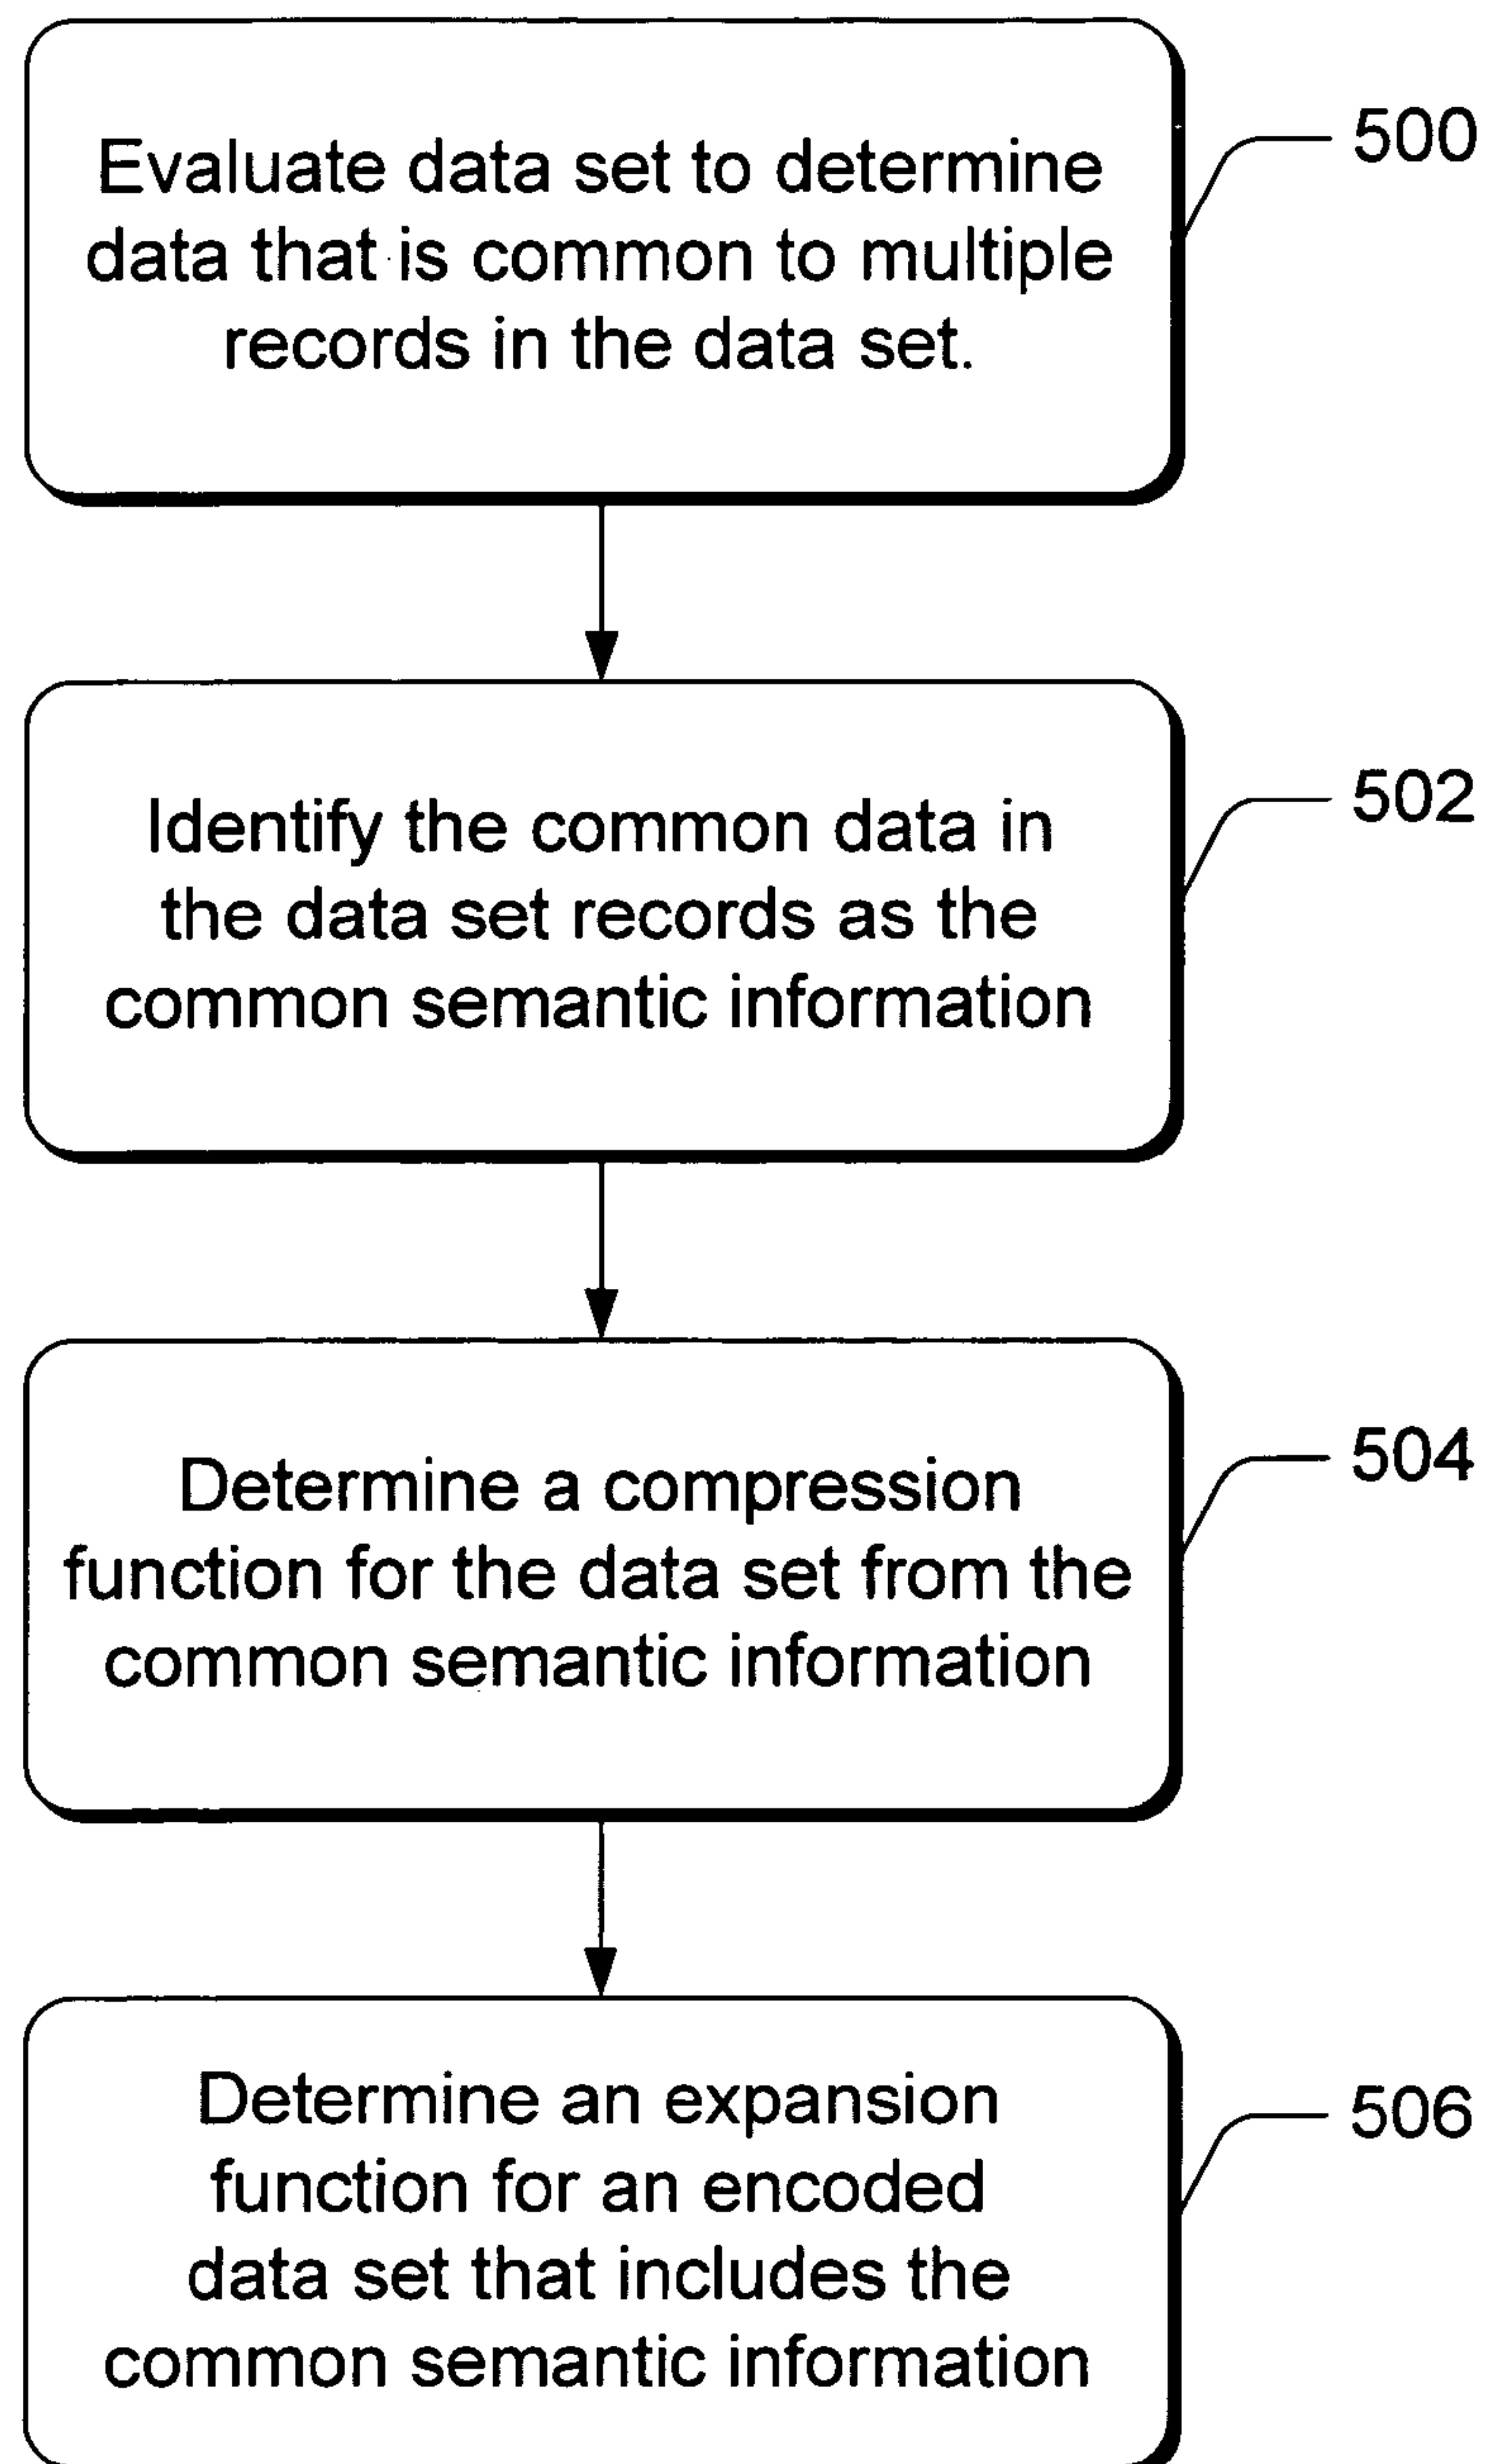 Evaluate data set to determine
data that is common to multiple
records in the data set.
500
Identify the common data in
the data set records as the
common semantic information
502
Determine a compression
function for the data set from the
common semantic information
504
Determine an expansion
function for an encoded
data set that includes the
common semantic information
506